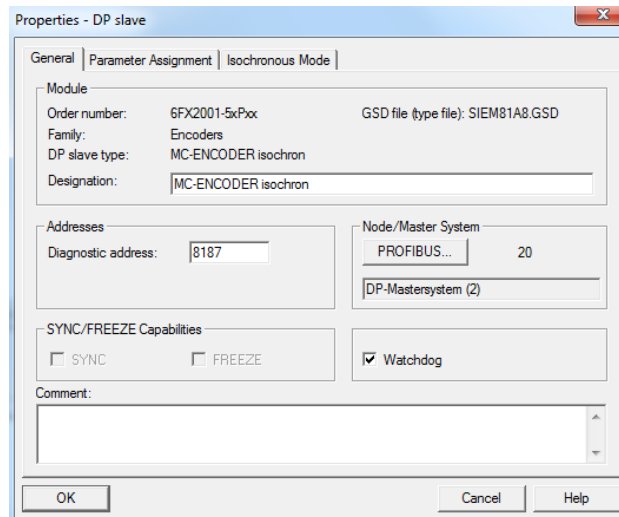 Properties - DP slave
General Parameter Assignment Isochronous Mode
Module
Order number: 6FX2001-5xPxx GSD file (type file): SIEM81A8.GSD
Family: Encoders
DP slave type: MC-ENCODER isochron
Designation: MC-ENCODER isochron
Addresses Node/Master System
Diagnostic address: 8187 PROFIBUS... 20
DP-Mastersystem (2)
SYNC/FREEZE Capabilities
SYNC FREEZE Watchdog
Comment:
OK Cancel Help